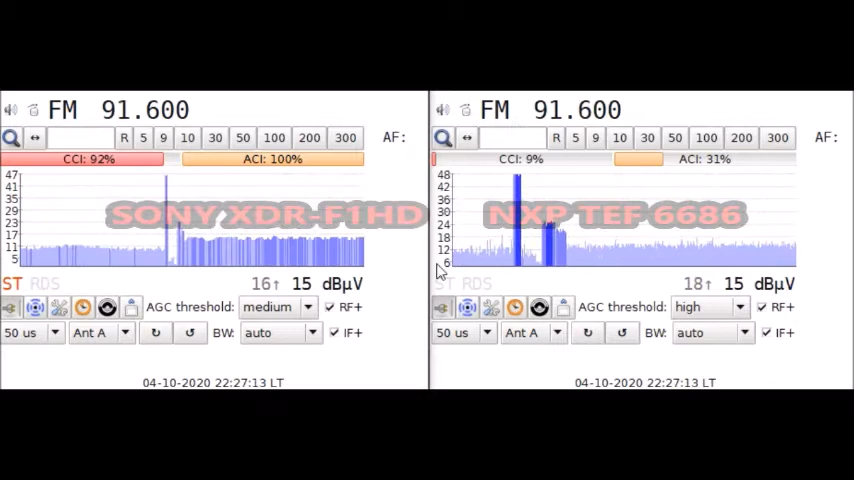 FM 91.600
R 5 9 10 30 50 100 200 300 AF:
CCI: 92% ACI: 100%
47
41
35
29
23
17
11
5
SONY XDR-F1HD
ST RDS 16↑ 15 dBµV
AGC threshold: medium RF+
50 us Ant A ↻ ↺ BW: auto IF+
04-10-2020 22:27:13 LT
FM 91.600
R 5 9 10 30 50 100 200 300 AF:
CCI: 9% ACI: 31%
48
42
36
30
24
18
12
6
NXP TEF 6686
ST RDS 18↑ 15 dBµV
AGC threshold: high RF+
50 us Ant A ↻ ↺ BW: auto IF+
04-10-2020 22:27:13 LT